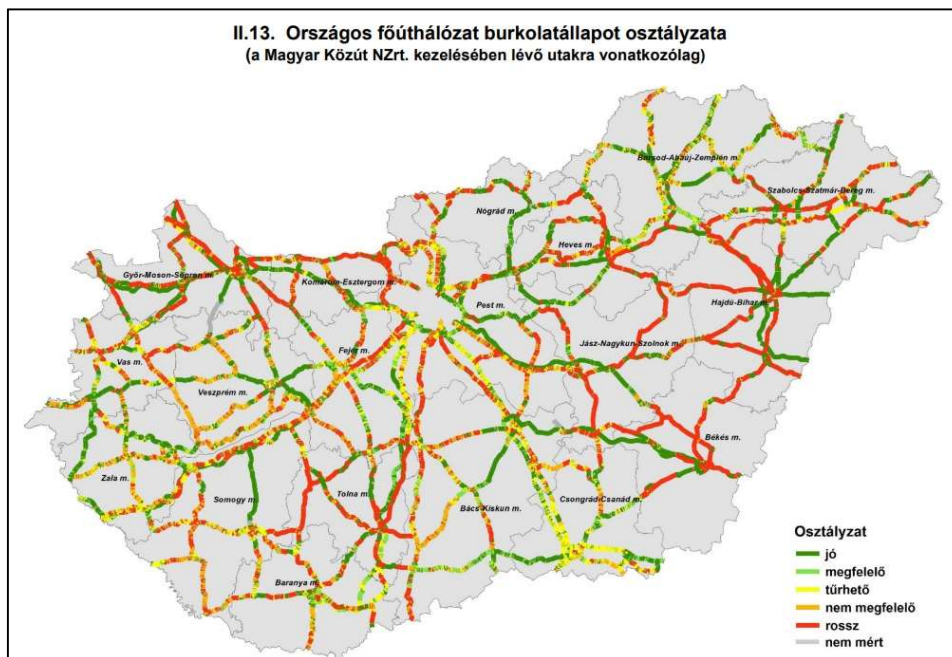 II.13. Országos főúthálózat burkolatállapot osztályzata
(a Magyar Közút NZrt. kezelésében lévő utakra vonatkozólag)
Borsod-Abaúj-Zemplén m.
Szabolcs-Szatmár-Bereg m.
Nógrád m.
Heves m.
Győr-Moson-Sopron m.
Komárom-Esztergom m.
Pest m.
Hajdú-Bihar m.
Jász-Nagykun-Szolnok m.
Fejér m.
Vas m.
Veszprém m.
Békés m.
Zala m.
Somogy m.
Tolna m.
Bács-Kiskun m.
Csongrád-Csanád m.
Baranya m.
Osztályzat
jó
megfelelő
tűrhető
nem megfelelő
rossz
nem mért